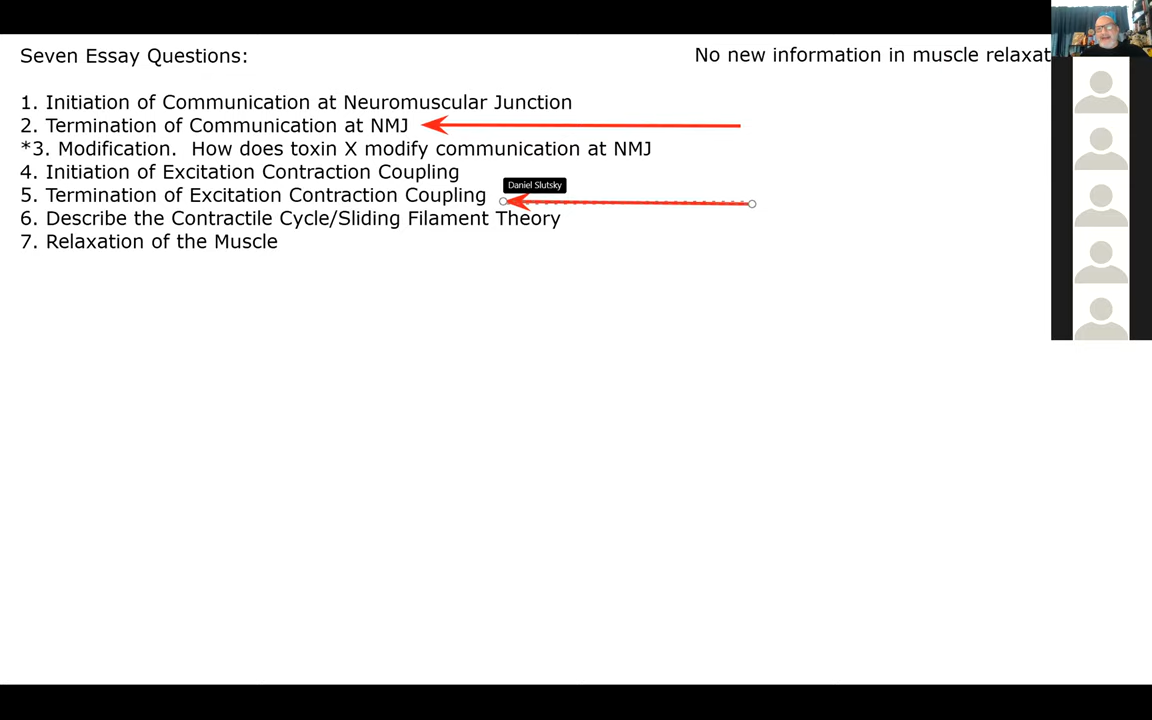 Seven Essay Questions:
No new information in muscle
1. Initiation of Communication at Neuromuscular Junction
2. Termination of Communication at NMJ
*3. Modification.  How does toxin X modify communication at NMJ
4. Initiation of Excitation Contraction Coupling
Daniel Slutsky
5. Termination of Excitation Contraction Coupling
6. Describe the Contractile Cycle/Sliding Filament Theory
7. Relaxation of the Muscle